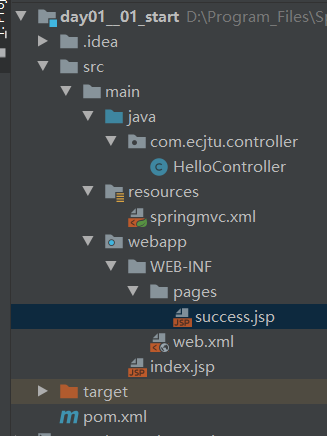 day01__01_start D:\Program_Files\Sp
.idea
src
main
java
com.ecjtu.controller
HelloController
resources
springmvc.xml
webapp
WEB-INF
pages
success.jsp
web.xml
index.jsp
target
pom.xml